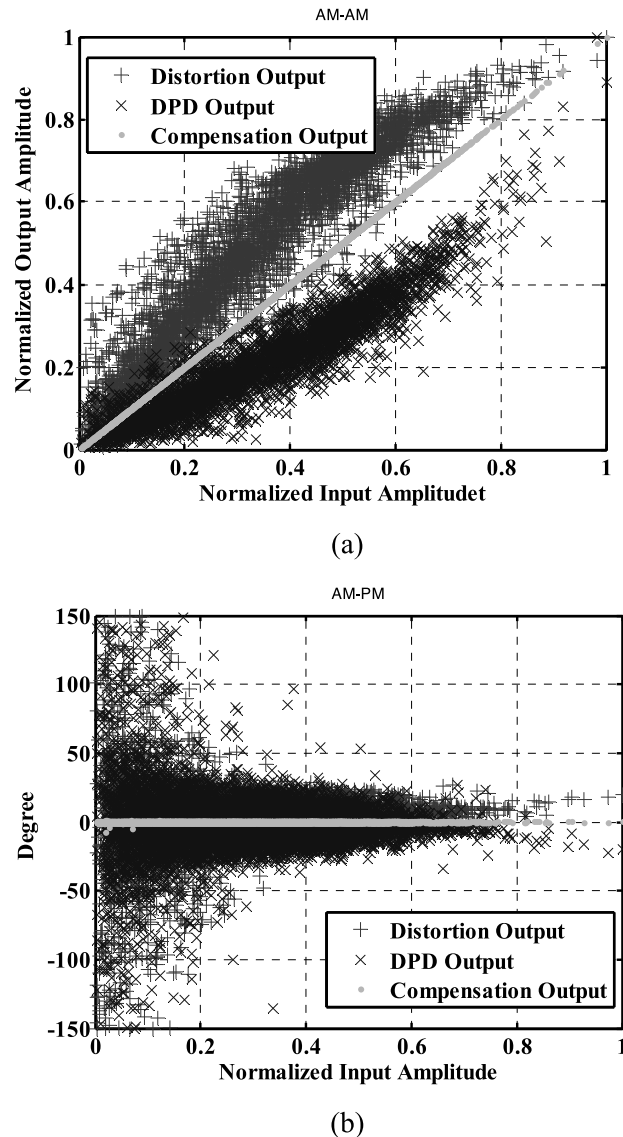 AM-AM
1
0.8
0.6
0.4
0.2
0
Normalized Output Amplitude
Distortion Output
DPD Output
Compensation Output
0 0.2 0.4 0.6 0.8 1
Normalized Input Amplitudet
(a)
AM-PM
150
100
50
0
-50
-100
-150
Degree
Distortion Output
DPD Output
Compensation Output
0 0.2 0.4 0.6 0.8 1
Normalized Input Amplitude
(b)